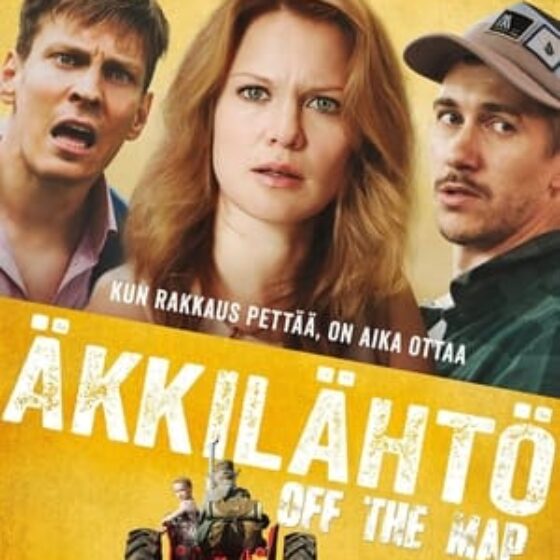 KUN RAKKAUS PETTÄÄ, ON AIKA OTTAA
ÄKKILÄHTÖ
OFF THE MAP